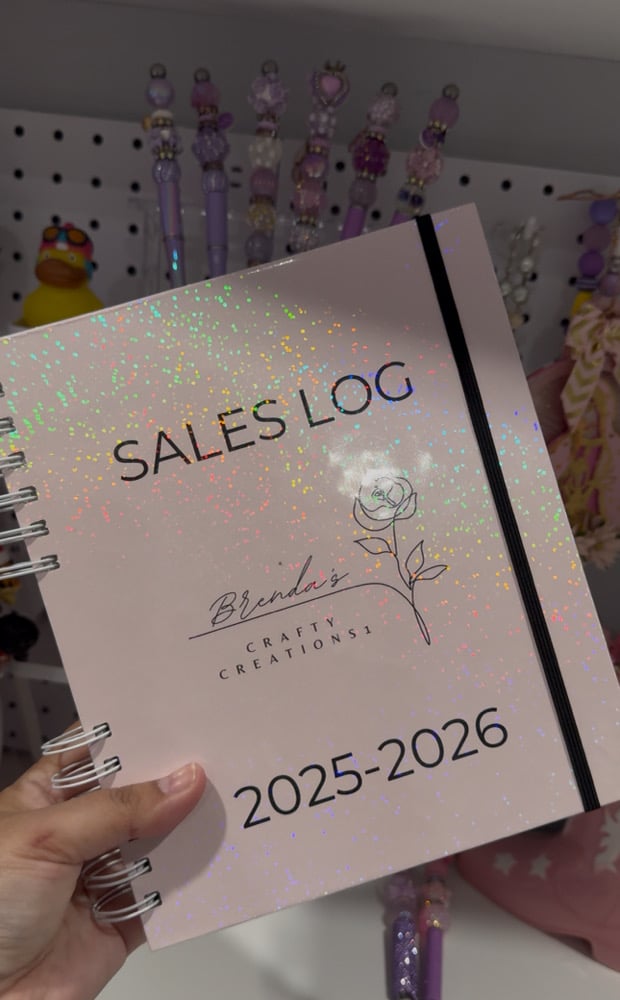 SALES LOG
Brenda's
CRAFTY
CREATIONS1
2025-2026